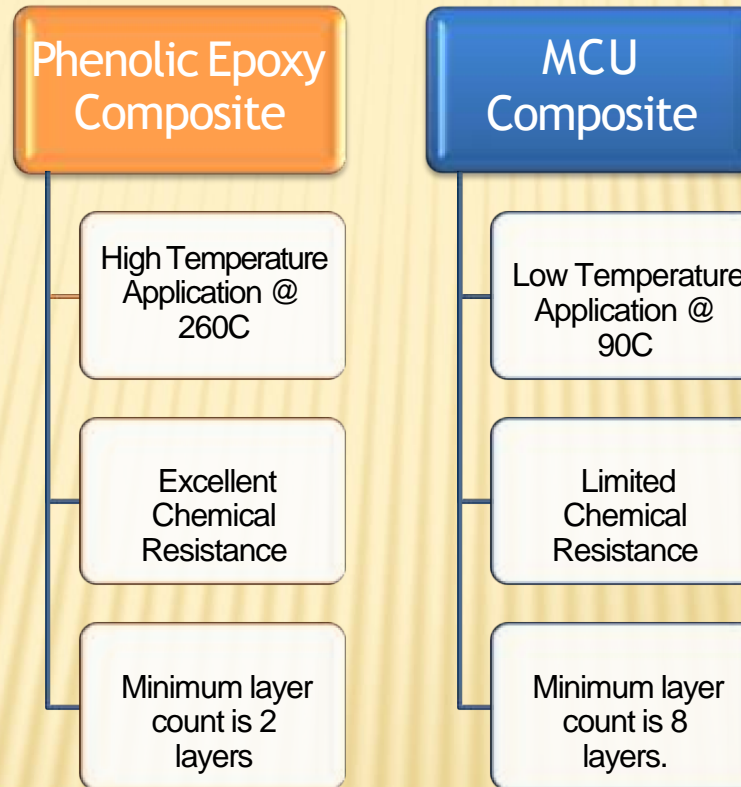 Phenolic Epoxy
Composite
High Temperature
Application @
260C
Excellent
Chemical
Resistance
Minimum layer
count is 2
layers
MCU
Composite
Low Temperature
Application @
90C
Limited
Chemical
Resistance
Minimum layer
count is 8
layers.